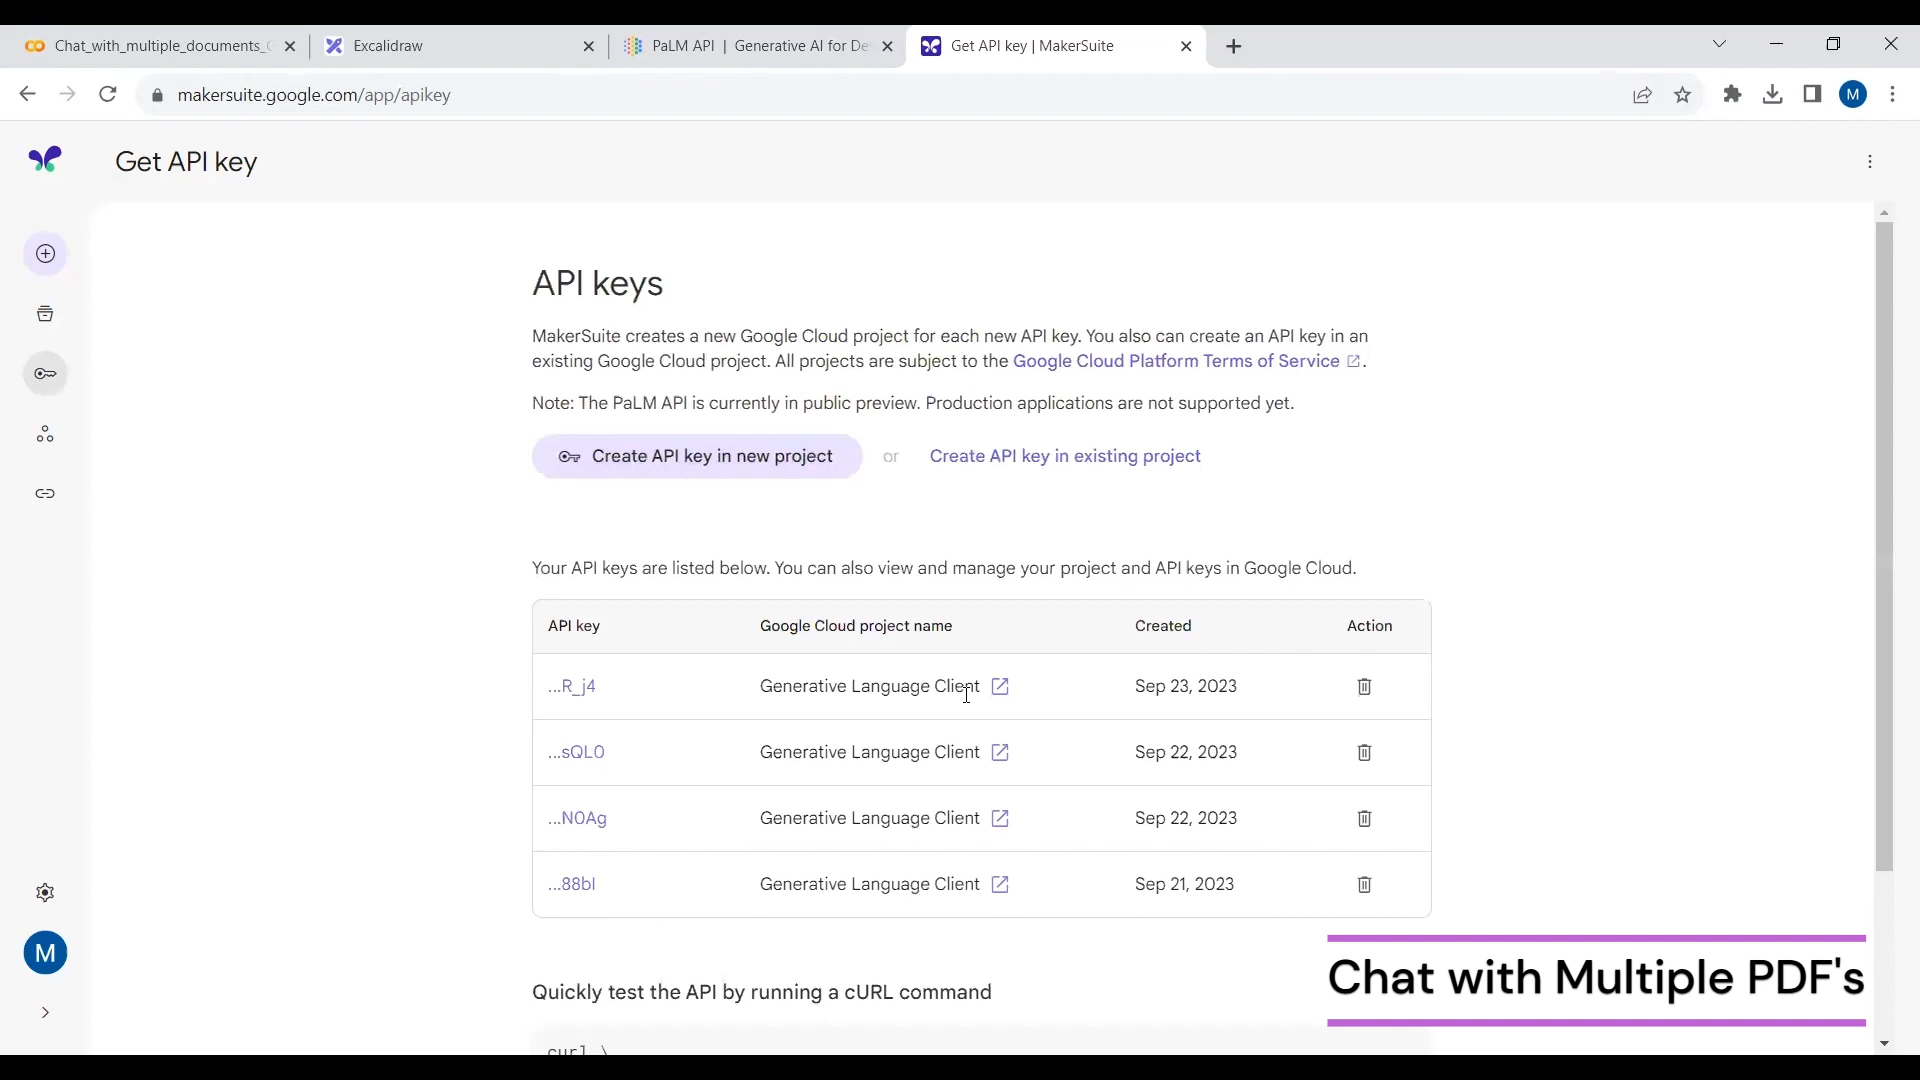 Chat_with_multiple_documents_
Excalidraw
PaLM API | Generative AI for De
Get API key | MakerSuite
makersuite.google.com/app/apikey
M
Get API key
API keys
MakerSuite creates a new Google Cloud project for each new API key. You also can create an API key in an
existing Google Cloud project. All projects are subject to the Google Cloud Platform Terms of Service.
Note: The PaLM API is currently in public preview. Production applications are not supported yet.
Create API key in new project or Create API key in existing project
Your API keys are listed below. You can also view and manage your project and API keys in Google Cloud.
API key Google Cloud project name Created Action
...R_j4 Generative Language Client Sep 23, 2023
...sQL0 Generative Language Client Sep 22, 2023
...N0Ag Generative Language Client Sep 22, 2023
...88bI Generative Language Client Sep 21, 2023
M
Chat with Multiple PDF's
Quickly test the API by running a cURL command
curl \